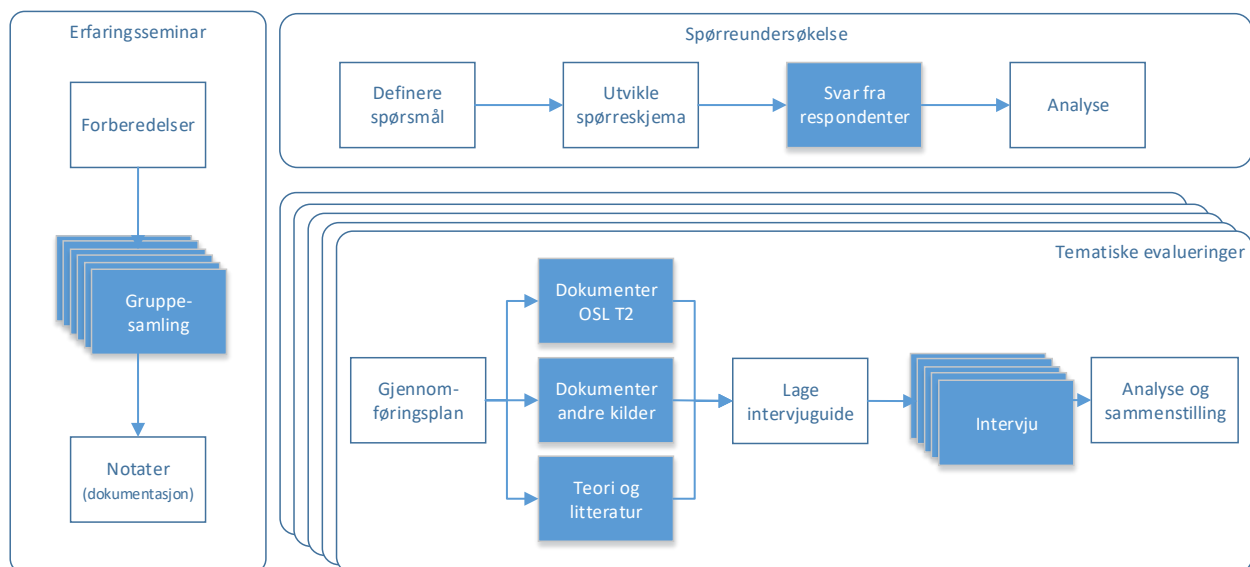 Erfaringsseminar
Forberedelser
Gruppe-
samling
Notater
(dokumentasjon)
Spørreundersøkelse
Definere
spørsmål
Utvikle
spørreskjema
Svar fra
respondenter
Analyse
Tematiske evalueringer
Gjennom-
føringsplan
Dokumenter
OSL T2
Dokumenter
andre kilder
Teori og
litteratur
Lage
intervjuguide
Intervju
Analyse og
sammenstilling